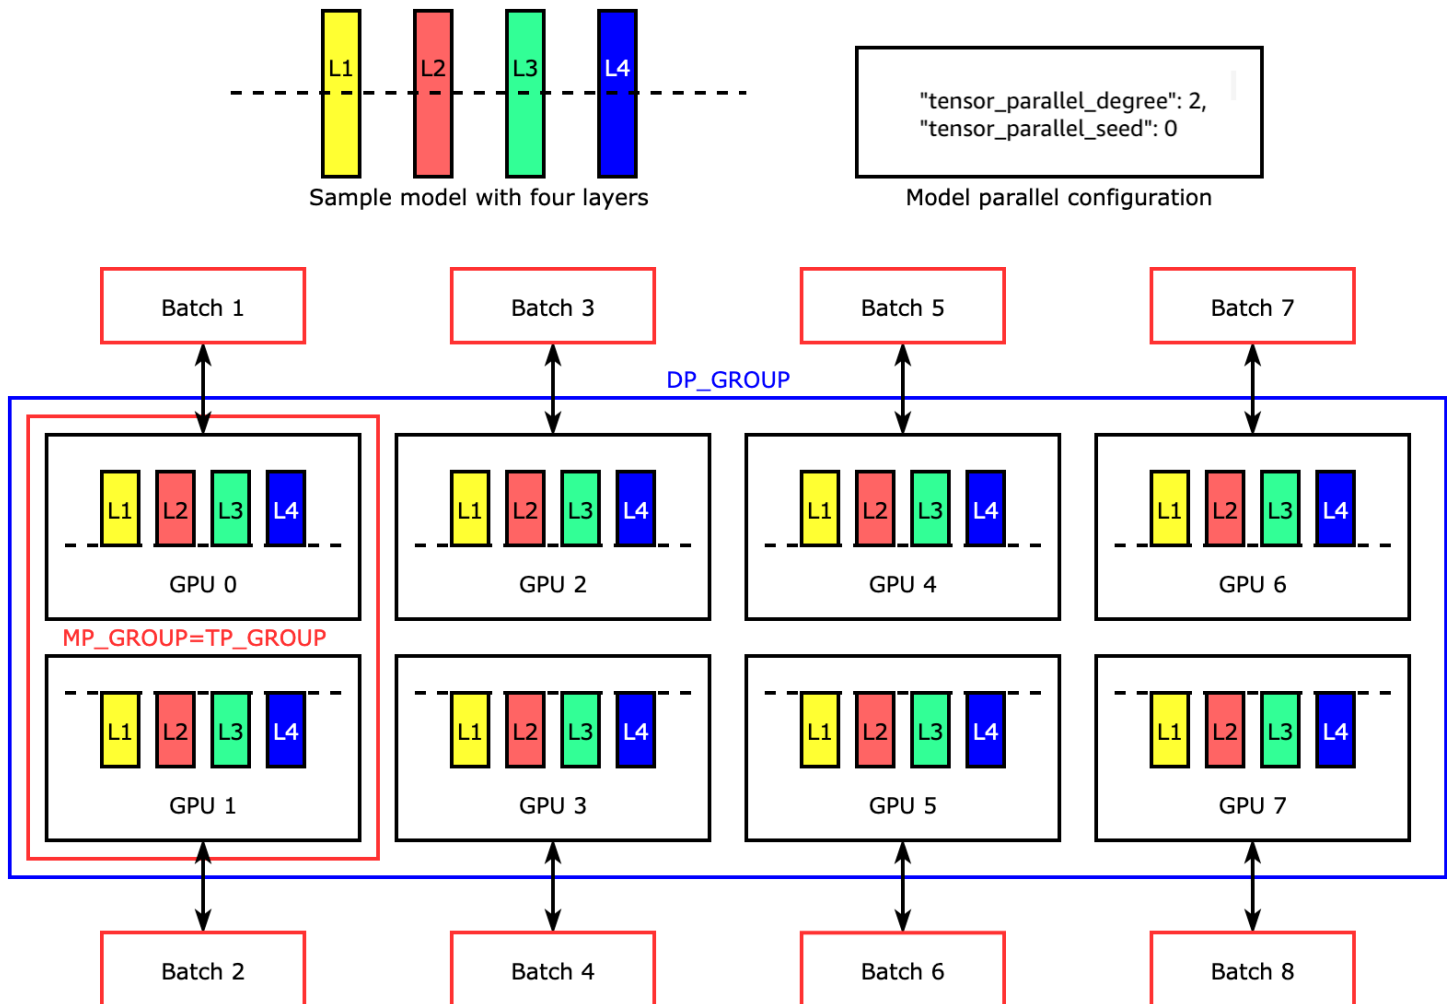 L1
L2
L3
L4
Sample model with four layers
"tensor_parallel_degree": 2,
"tensor_parallel_seed": 0
Model parallel configuration
Batch 1
Batch 3
Batch 5
Batch 7
DP_GROUP
L1
L2
L3
L4
GPU 0
L1
L2
L3
L4
GPU 2
L1
L2
L3
L4
GPU 4
L1
L2
L3
L4
GPU 6
MP_GROUP=TP_GROUP
L1
L2
L3
L4
GPU 1
L1
L2
L3
L4
GPU 3
L1
L2
L3
L4
GPU 5
L1
L2
L3
L4
GPU 7
Batch 2
Batch 4
Batch 6
Batch 8